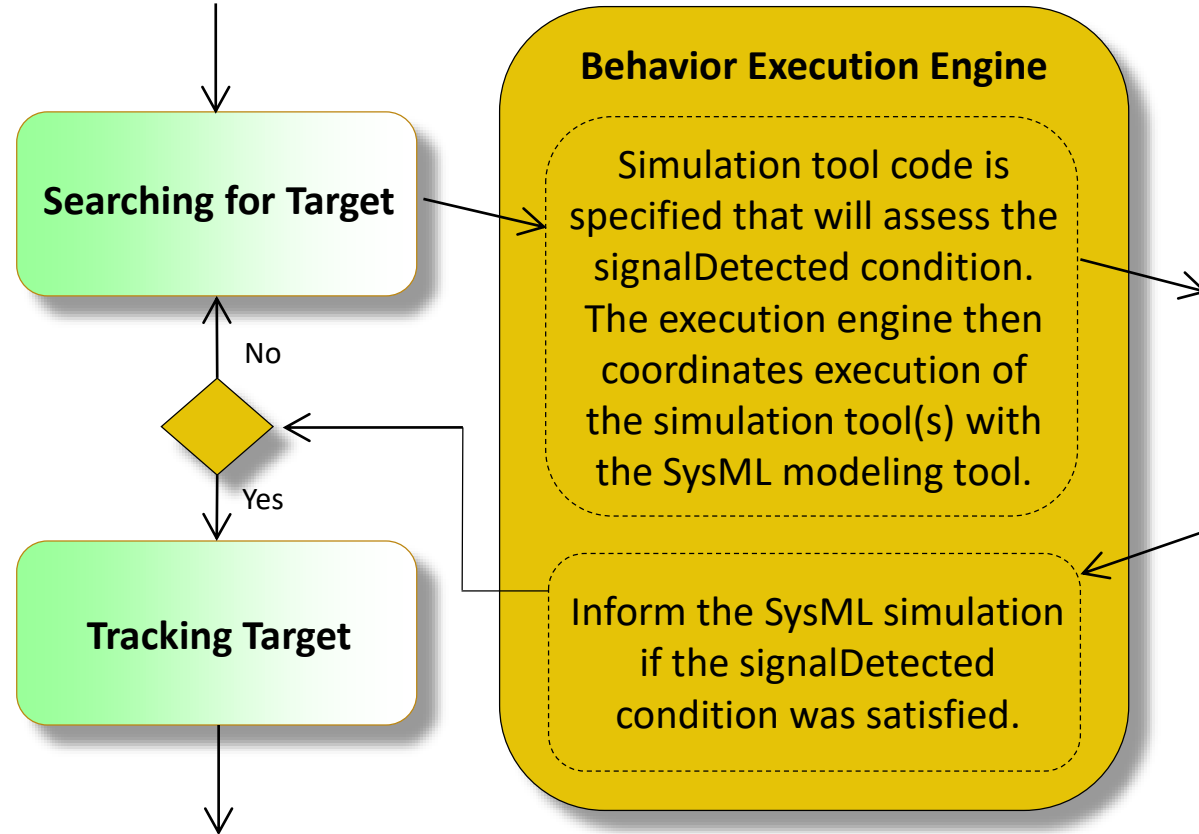 Searching for Target
No
Yes
Tracking Target
Behavior Execution Engine
Simulation tool code is
specified that will assess the
signalDetected condition.
The execution engine then
coordinates execution of
the simulation tool(s) with
the SysML modeling tool.
Inform the SysML simulation
if the signalDetected
condition was satisfied.